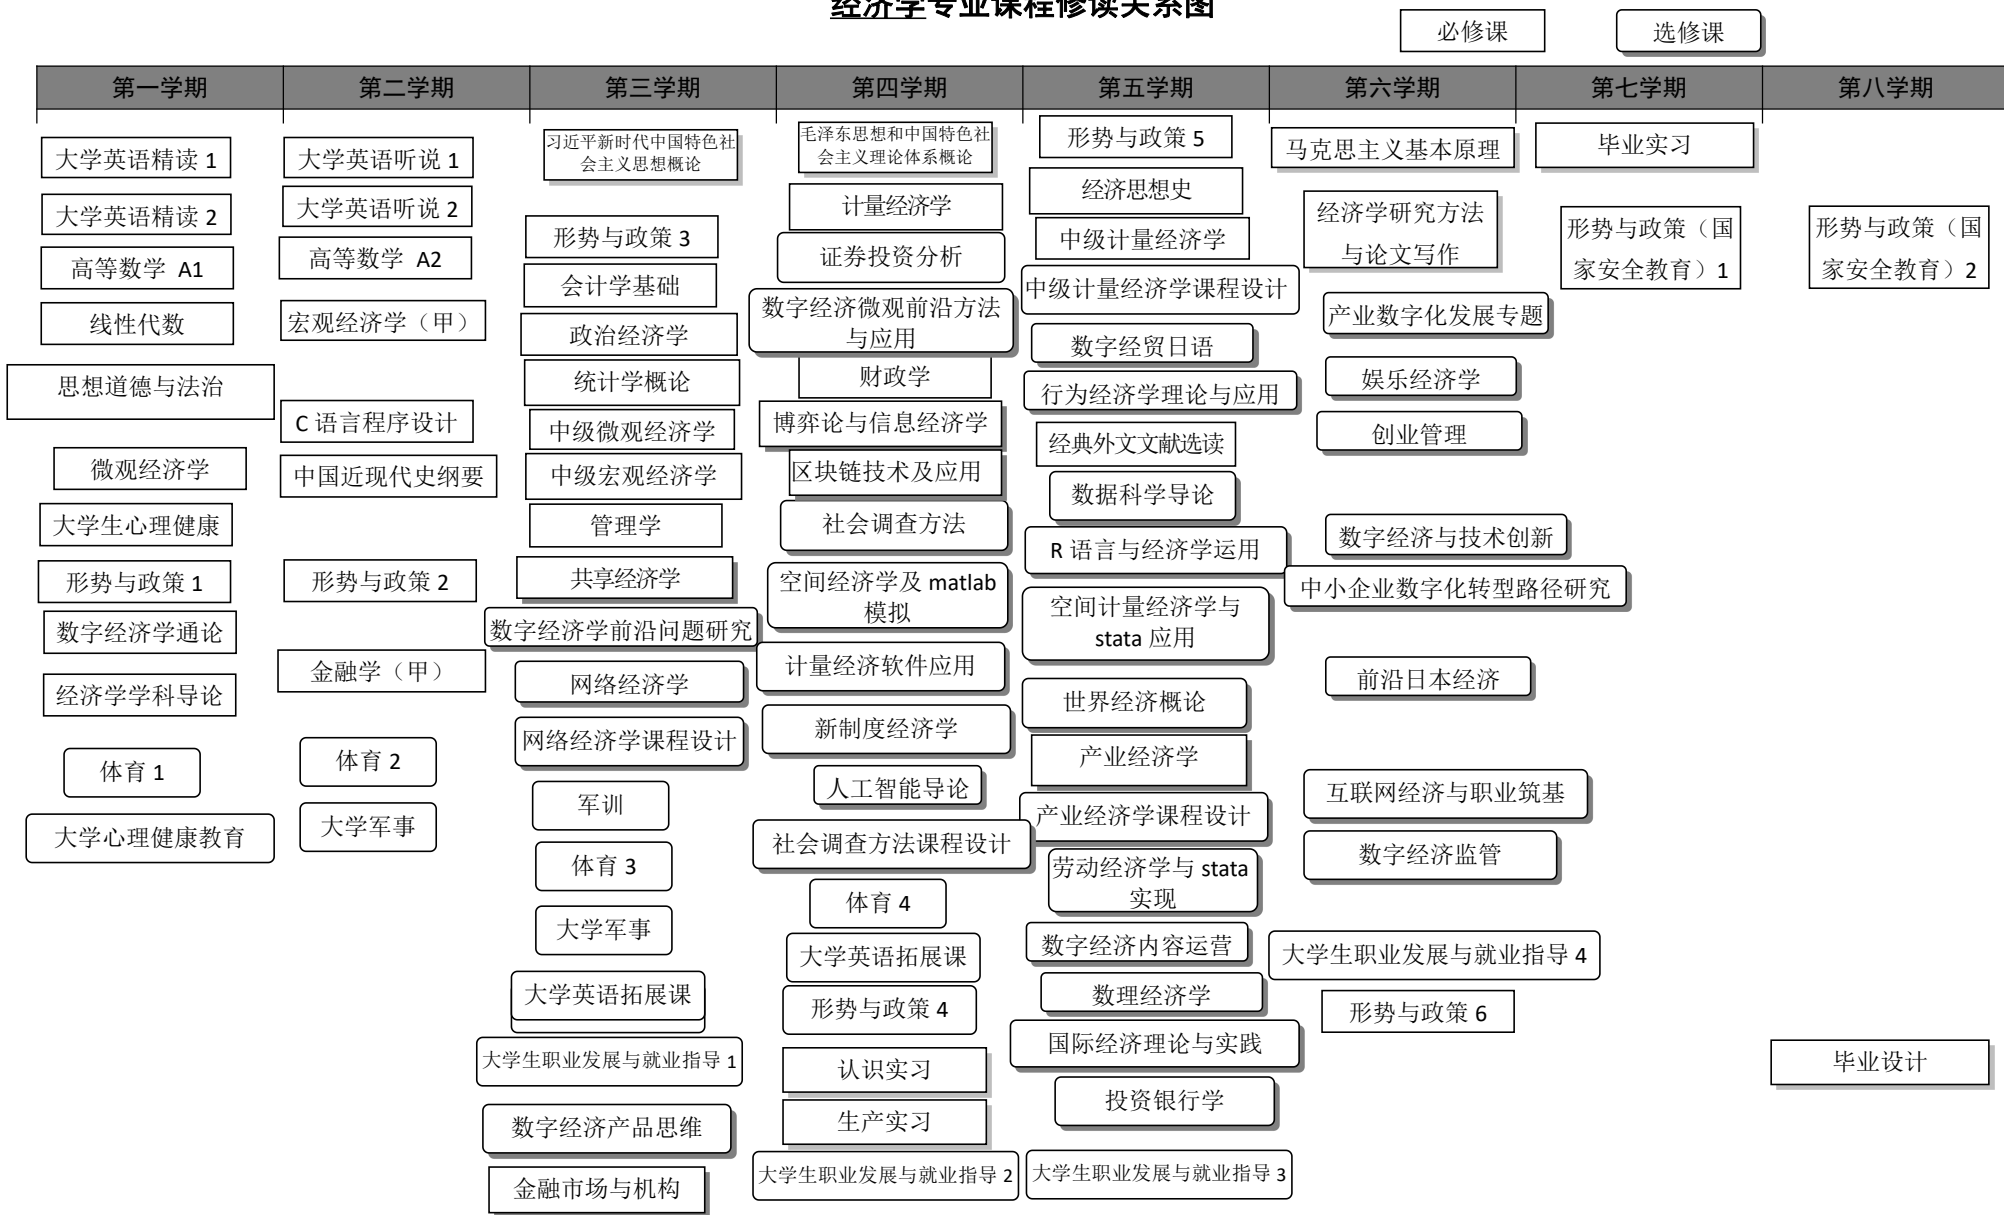 经济学专业课程修读关系图
必修课
选修课
第一学期
第二学期
第三学期
第四学期
第五学期
第六学期
第七学期
第八学期
大学英语精读 1
大学英语精读 2
高等数学 A1
线性代数
思想道德与法治
微观经济学
大学生心理健康
形势与政策 1
数字经济学通论
经济学学科导论
体育 1
大学心理健康教育
大学英语听说 1
大学英语听说 2
高等数学 A2
宏观经济学（甲）
C 语言程序设计
中国近现代史纲要
形势与政策 2
金融学（甲）
体育 2
大学军事
习近平新时代中国特色社
会主义思想概论
形势与政策 3
会计学基础
政治经济学
统计学概论
中级微观经济学
中级宏观经济学
管理学
共享经济学
数字经济学前沿问题研究
网络经济学
网络经济学课程设计
军训
体育 3
大学军事
大学英语拓展课
大学生职业发展与就业指导 1
数字经济产品思维
金融市场与机构
毛泽东思想和中国特色社
会主义理论体系概论
计量经济学
证券投资分析
数字经济微观前沿方法
与应用
财政学
博弈论与信息经济学
区块链技术及应用
社会调查方法
空间经济学及 matlab
模拟
计量经济软件应用
新制度经济学
人工智能导论
社会调查方法课程设计
体育 4
大学英语拓展课
形势与政策 4
认识实习
生产实习
大学生职业发展与就业指导 2
形势与政策 5
经济思想史
中级计量经济学
中级计量经济学课程设计
数字经贸日语
行为经济学理论与应用
经典外文文献选读
数据科学导论
R 语言与经济学运用
空间计量经济学与
stata 应用
世界经济概论
产业经济学
产业经济学课程设计
劳动经济学与 stata
实现
数字经济内容运营
数理经济学
国际经济理论与实践
投资银行学
大学生职业发展与就业指导 3
马克思主义基本原理
经济学研究方法
与论文写作
产业数字化发展专题
娱乐经济学
创业管理
数字经济与技术创新
中小企业数字化转型路径研究
前沿日本经济
互联网经济与职业筑基
数字经济监管
大学生职业发展与就业指导 4
形势与政策 6
毕业实习
形势与政策（国
家安全教育）1
形势与政策（国
家安全教育）2
毕业设计